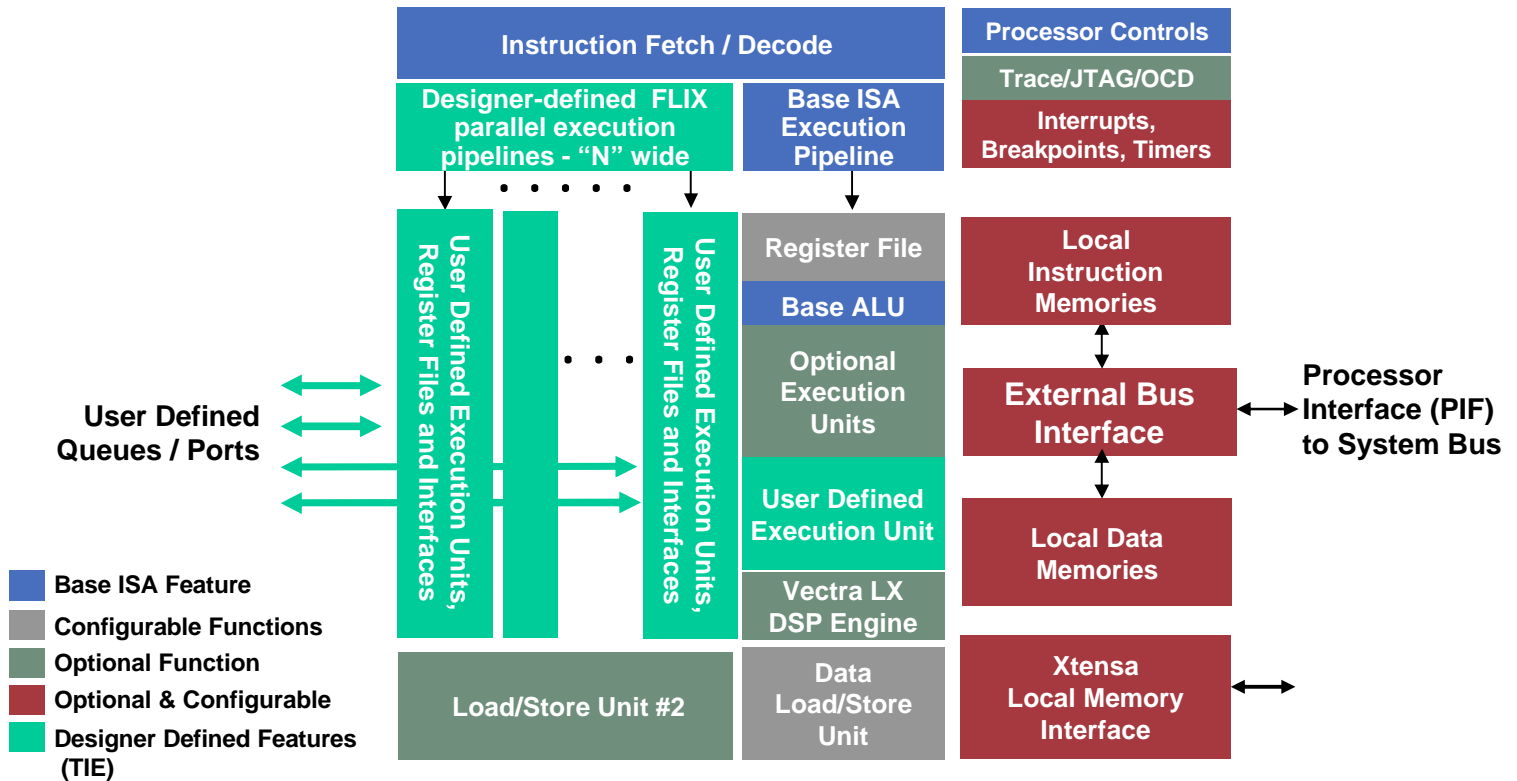 Instruction Fetch / Decode
Processor Controls
Trace/JTAG/OCD
Interrupts,
Breakpoints, Timers
Designer-defined FLIX
parallel execution
pipelines - “N” wide
Base ISA
Execution
Pipeline
User Defined Execution Units,
Register Files and Interfaces
User Defined Execution Units,
Register Files and Interfaces
Register File
Base ALU
Optional
Execution
Units
User Defined
Execution Unit
Vectra LX
DSP Engine
Load/Store Unit #2
Data
Load/Store
Unit
Local
Instruction
Memories
External Bus
Interface
Local Data
Memories
Xtensa
Local Memory
Interface
Processor
Interface (PIF)
to System Bus
User Defined
Queues / Ports
Base ISA Feature
Configurable Functions
Optional Function
Optional & Configurable
Designer Defined Features
(TIE)